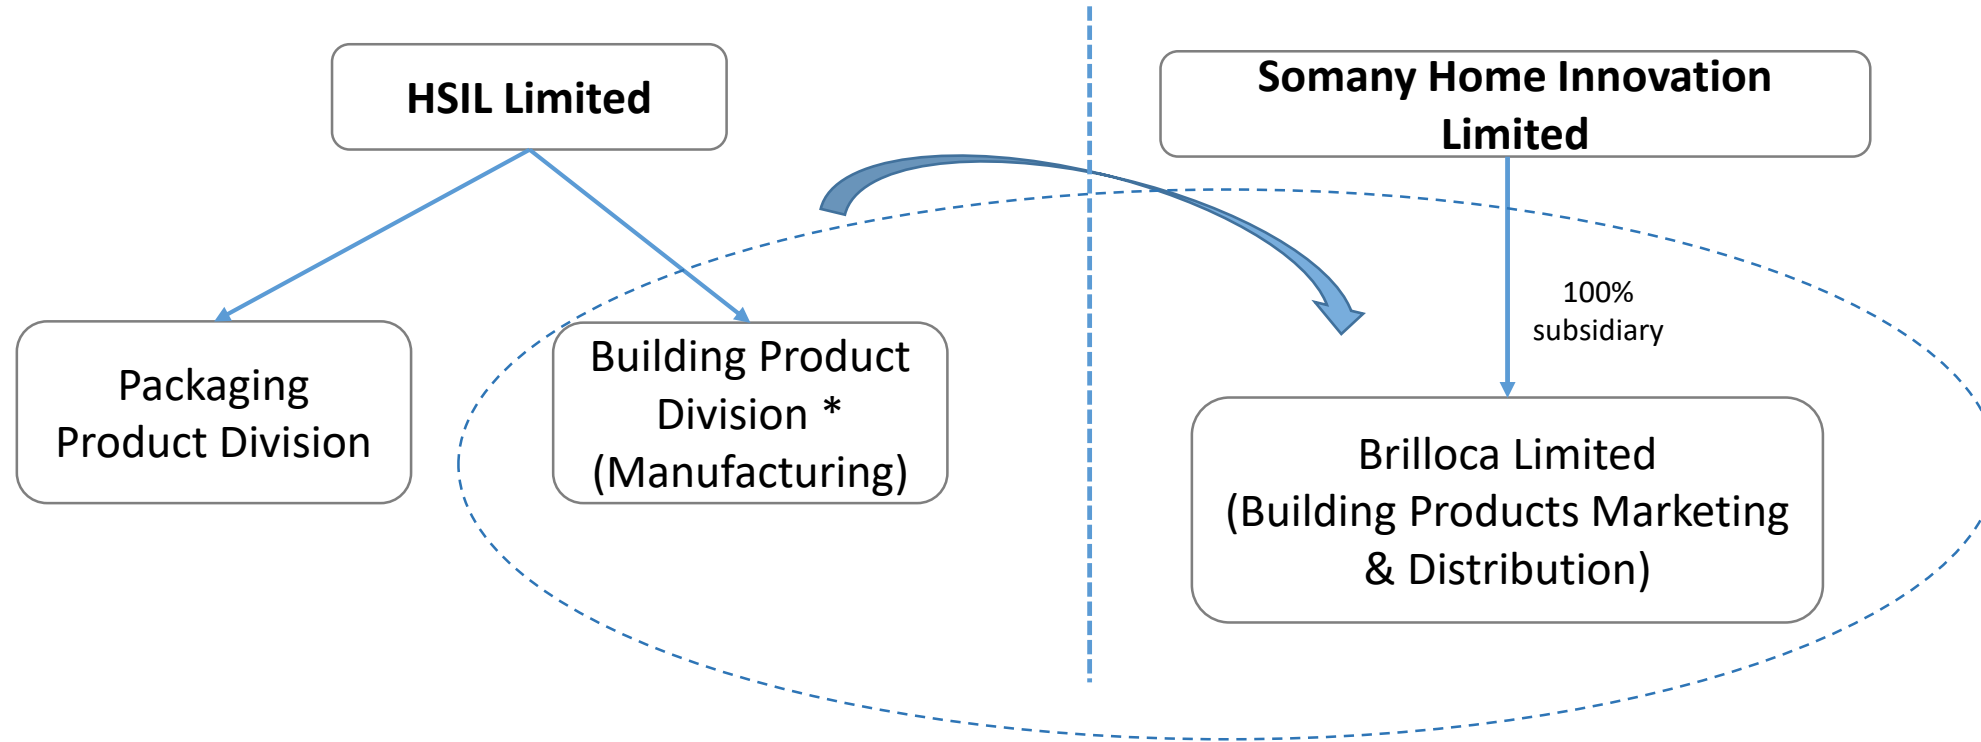 HSIL Limited
Somany Home Innovation
Limited
100%
subsidiary
Packaging
Product Division
Building Product
Division *
(Manufacturing)
Brilloca Limited
(Building Products Marketing
& Distribution)